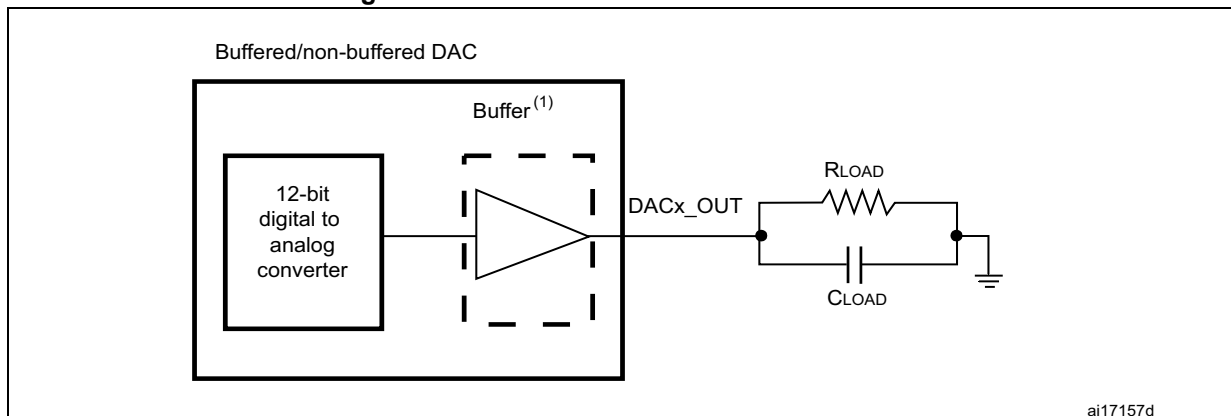 Buffered/non-buffered DAC
Buffer(1)
12-bit
digital to
analog
converter
DACx_OUT
RLOAD
CLOAD
ai17157d